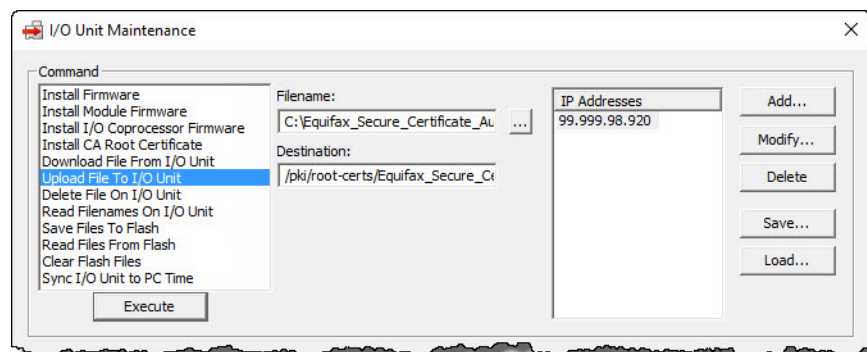 I/O Unit Maintenance
Command
Install Firmware
Install Module Firmware
Install I/O Coprocessor Firmware
Install CA Root Certificate
Download File From I/O Unit
Upload File To I/O Unit
Delete File On I/O Unit
Read Filenames On I/O Unit
Save Files To Flash
Read Files From Flash
Clear Flash Files
Sync I/O Unit to PC Time
Execute
Filename:
C:\Equifax_Secure_Certificate_Au
...
Destination:
/pki/root-certs/Equifax_Secure_Ce
IP Addresses
99.999.98.920
Add...
Modify...
Delete
Save...
Load...